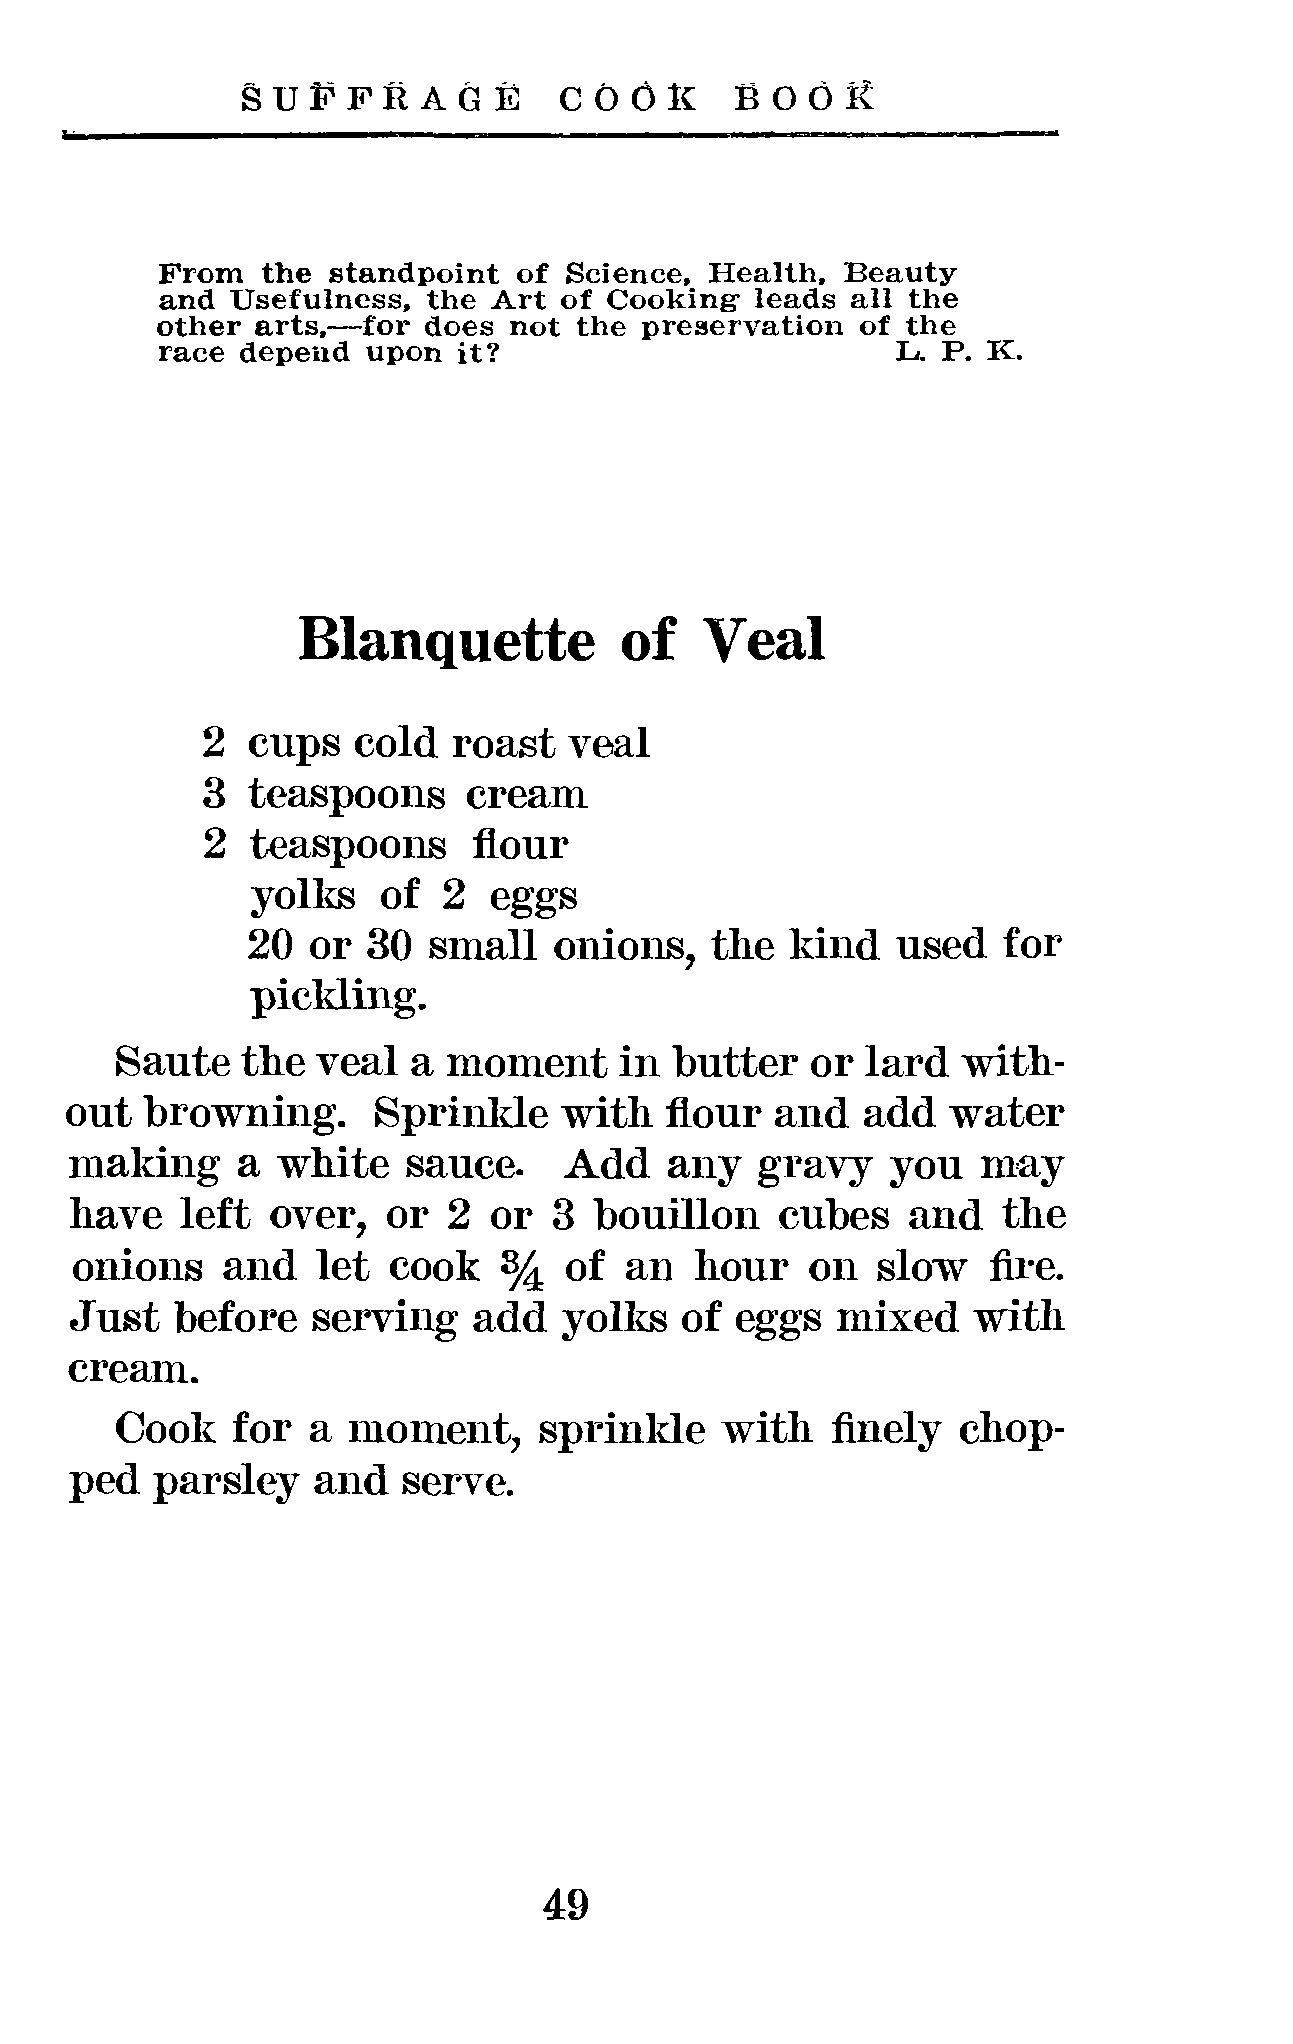 SUFFRAGE COOK BOOK
From the standpoint of Science, Health, Beauty
and Usefulness, the Art of Cooking leads all the
other arts,—for does not the preservation of the
race depend upon it? L. P. K.
Blanquette of Veal
2 cups cold roast veal
3 teaspoons cream
2 teaspoons flour
yolks of 2 eggs
20 or 30 small onions, the kind used for
pickling.
Saute the veal a moment in butter or lard with-
out browning. Sprinkle with flour and add water
making a white sauce. Add any gravy you may
have left over, or 2 or 3 bouillon cubes and the
onions and let cook ¾ of an hour on slow fire.
Just before serving add yolks of eggs mixed with
cream.
Cook for a moment, sprinkle with finely chop-
ped parsley and serve.
49